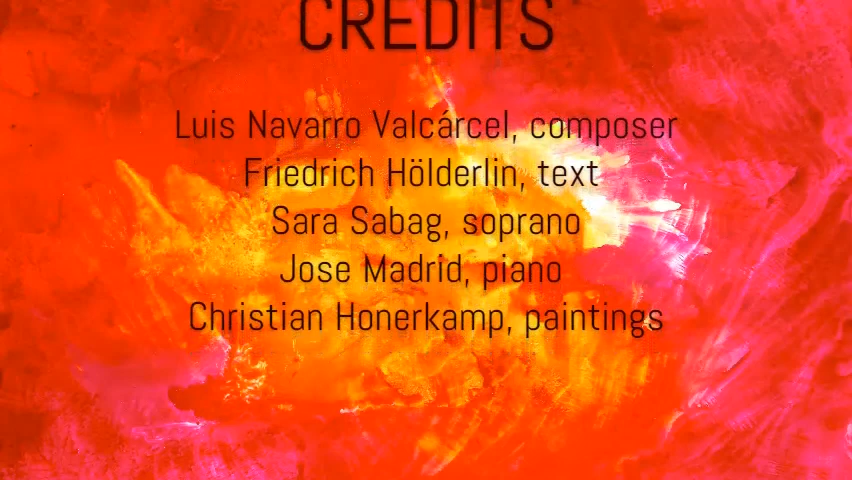 CREDITS
Luis Navarro Valcárcel, composer
Friedrich Hölderlin, text
Sara Sabag, soprano
Jose Madrid, piano
Christian Honerkamp, paintings